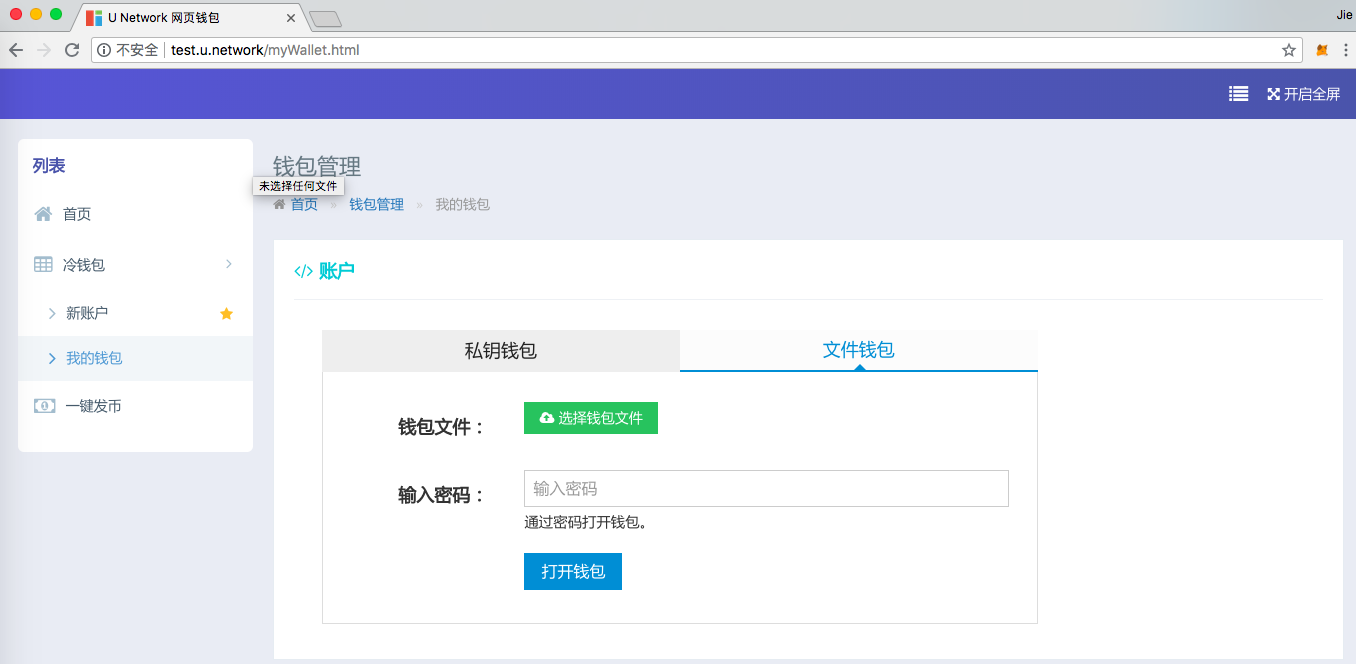 U Network 网页钱包
Jie
不安全 test.u.network/myWallet.html
开启全屏
列表
首页
冷钱包
新账户
我的钱包
一键发币
钱包管理
未选择任何文件
首页 » 钱包管理 » 我的钱包
</> 账户
私钥钱包 文件钱包
钱包文件： 选择钱包文件
输入密码： 输入密码
通过密码打开钱包。
打开钱包